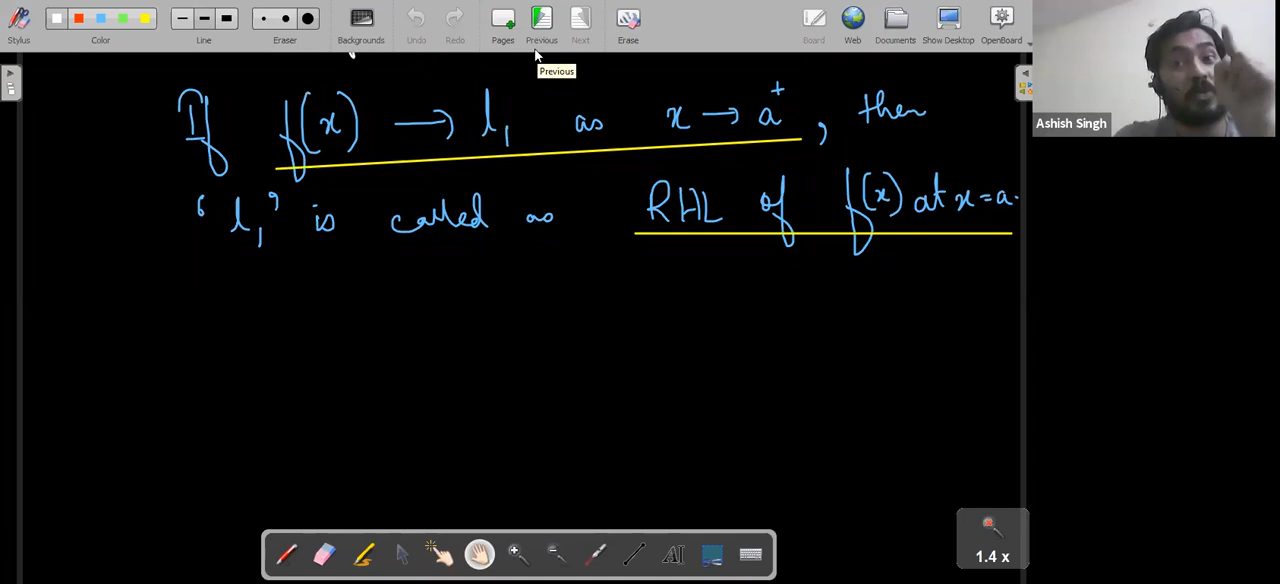 Stylus
Color
Line
Eraser
Backgrounds
Undo
Redo
Pages
Previous
Next
Erase
Board
Web
Documents
Show Desktop
OpenBoard
Previous
Ashish Singh
If f(x) → l₁ as x → a⁺, then
‘l₁’ is called as RHL of f(x) at x=a.
AI
1.4 x